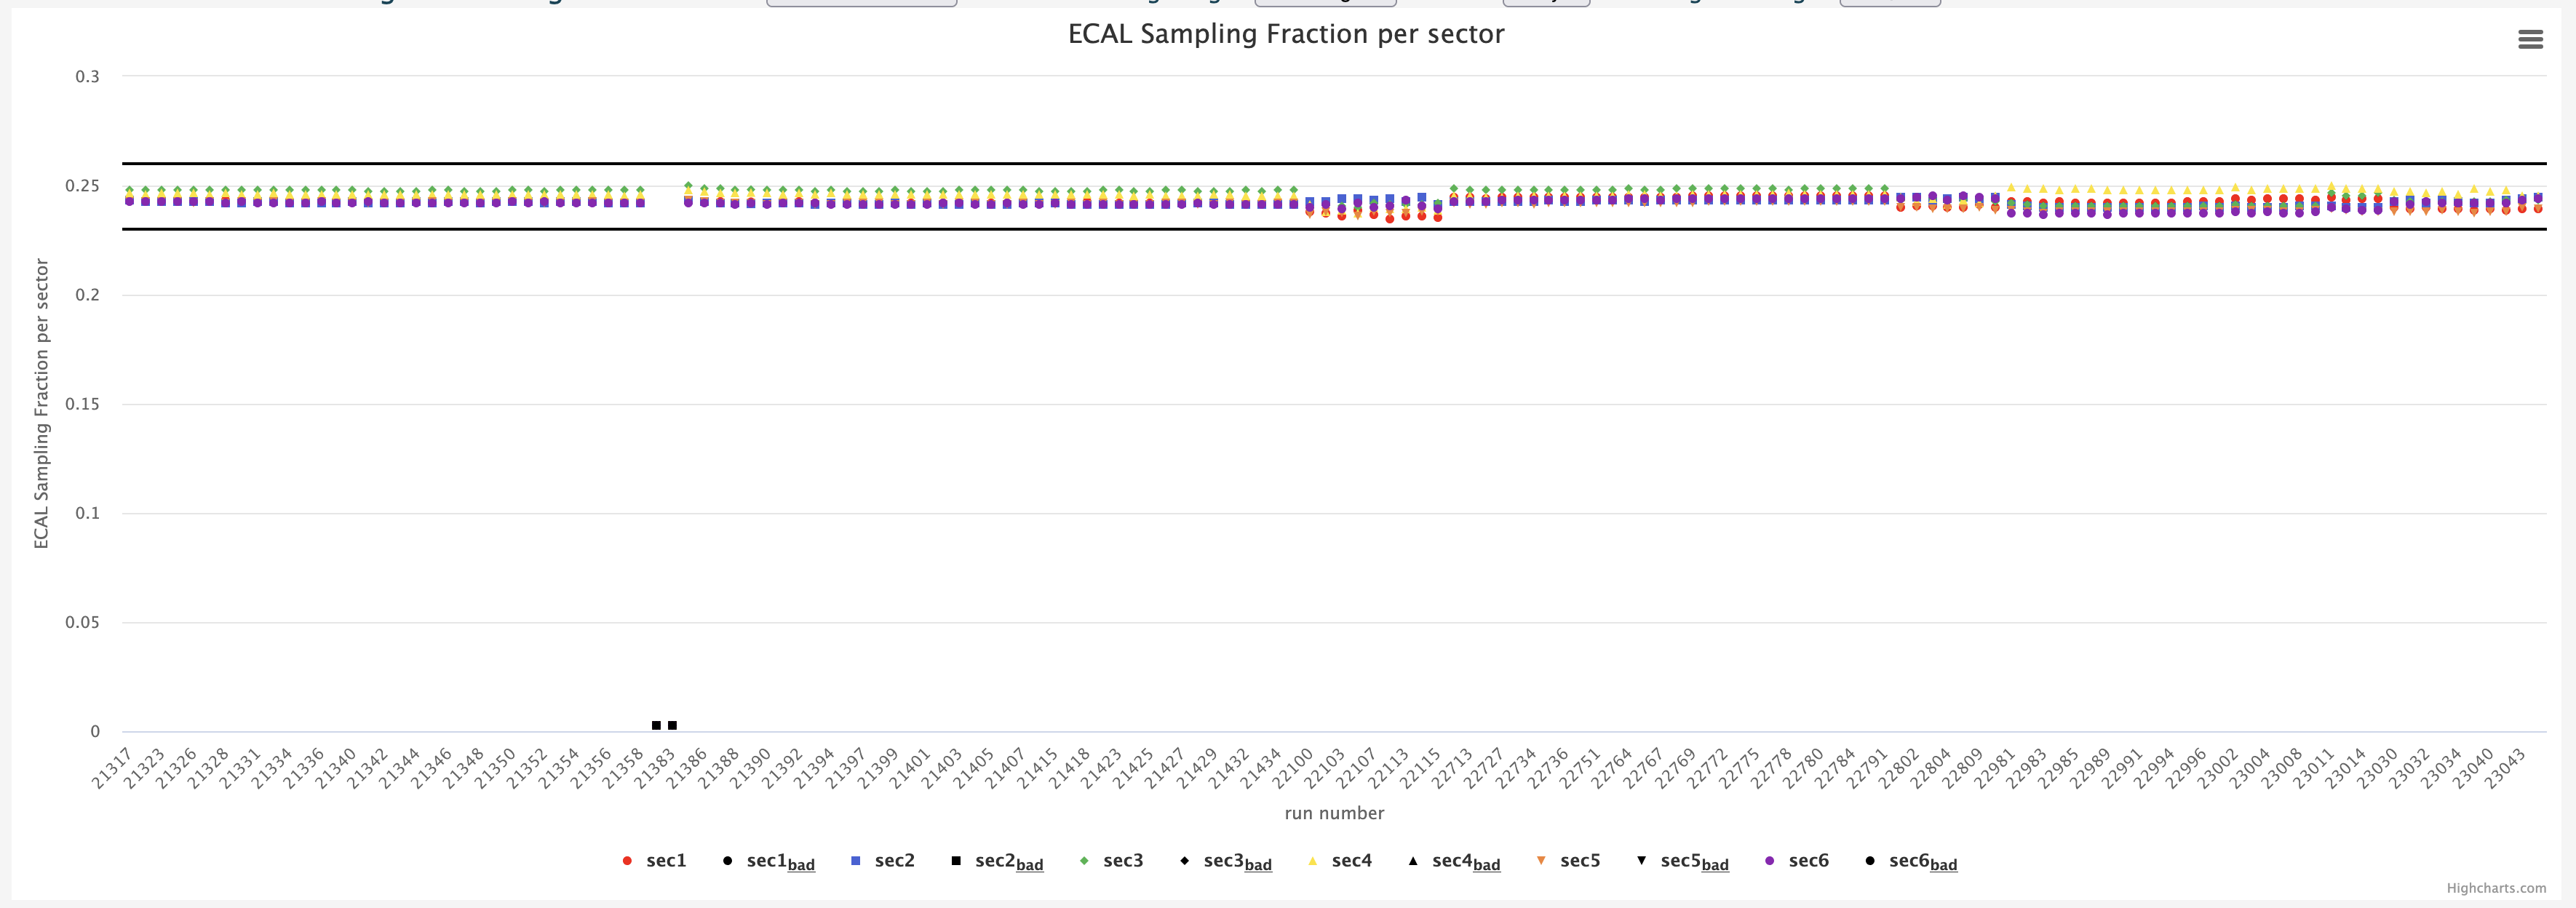 ECAL Sampling Fraction per sector
0.3
0.25
0.2
0.15
0.1
0.05
0
ECAL Sampling Fraction per sector
21317 21323 21326 21328 21331 21334 21336 21340 21342 21344 21346 21348 21350 21352 21354 21356 21358 21383 21386 21388 21390 21392 21394 21397 21399 21401 21403 21405 21407 21415 21418 21423 21425 21427 21429 21432 21434 22100 22103 22107 22113 22115 22713 22727 22734 22736 22751 22764 22767 22769 22772 22775 22778 22780 22784 22791 22802 22804 22809 22981 22983 22985 22989 22991 22994 22996 23002 23004 23008 23011 23014 23030 23032 23034 23040 23043
run number
sec1 sec1bad sec2 sec2bad sec3 sec3bad sec4 sec4bad sec5 sec5bad sec6 sec6bad
Highcharts.com